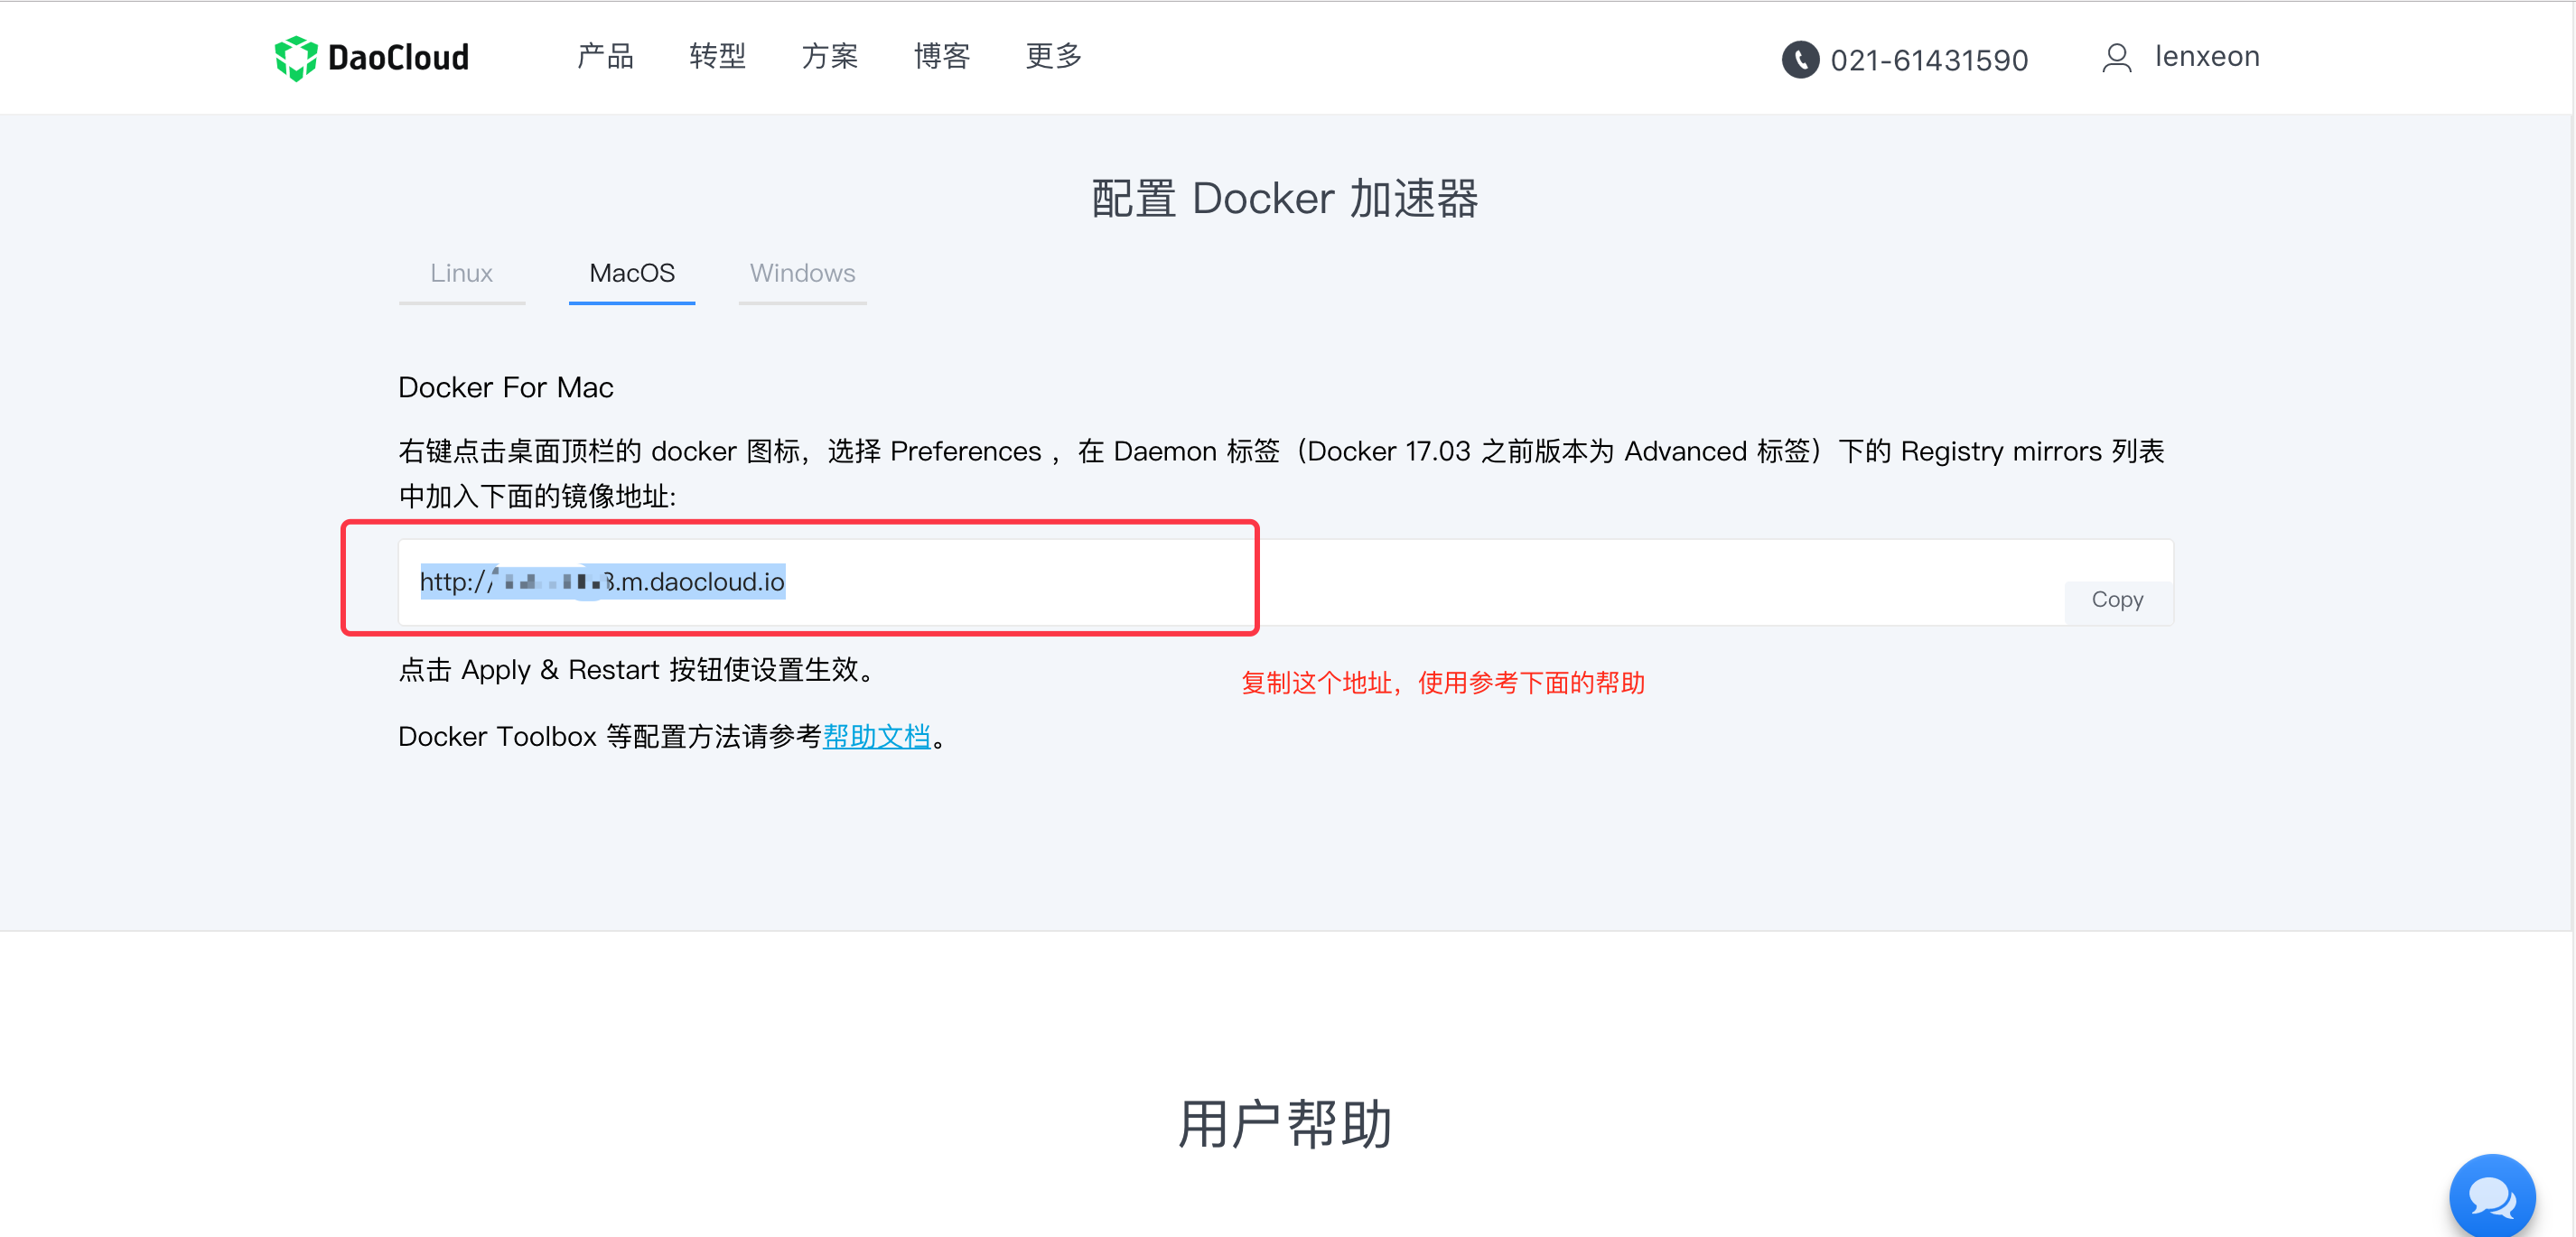 DaoCloud
产品 转型 方案 博客 更多
021-61431590
lenxeon
配置 Docker 加速器
Linux MacOS Windows
Docker For Mac
右键点击桌面顶栏的 docker 图标，选择 Preferences ，在 Daemon 标签（Docker 17.03 之前版本为 Advanced 标签）下的 Registry mirrors 列表
中加入下面的镜像地址:
http:// .m.daocloud.io
Copy
点击 Apply & Restart 按钮使设置生效。
复制这个地址，使用参考下面的帮助
Docker Toolbox 等配置方法请参考帮助文档。
用户帮助